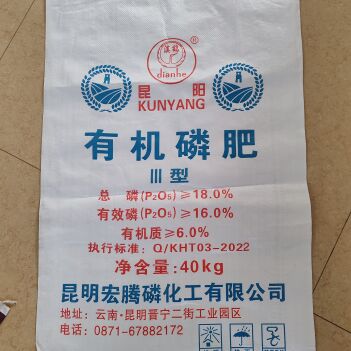 滇鹤
®
dianhe
昆 阳
KUNYANG
有机磷肥
III型
总 磷(P₂O₅)≥18.0%
有效磷(P₂O₅)≥16.0%
有机质≥6.0%
执行标准: Q/KHT03-2022
净含量:40kg
昆明宏腾磷化工有限公司
地址:云南·昆明晋宁二街工业园区
电话:0871-67882172